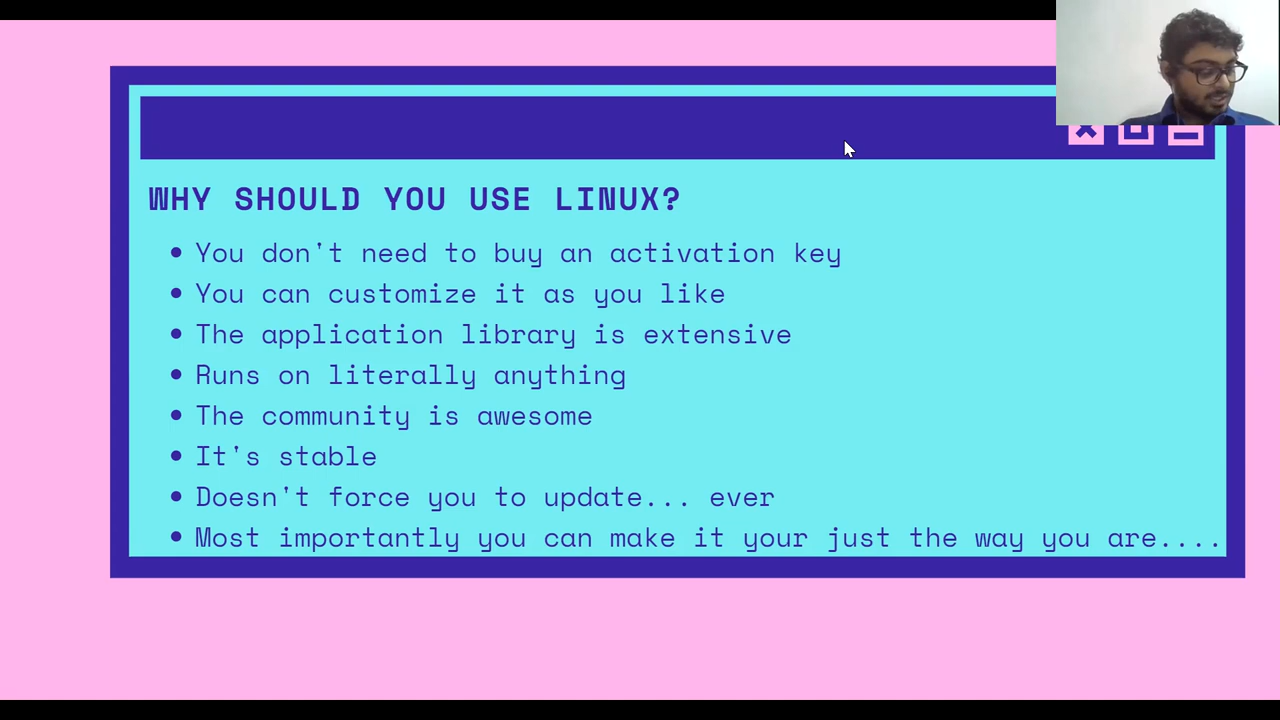 WHY SHOULD YOU USE LINUX?
You don't need to buy an activation key
You can customize it as you like
The application library is extensive
Runs on literally anything
The community is awesome
It's stable
Doesn't force you to update... ever
Most importantly you can make it your just the way you are....